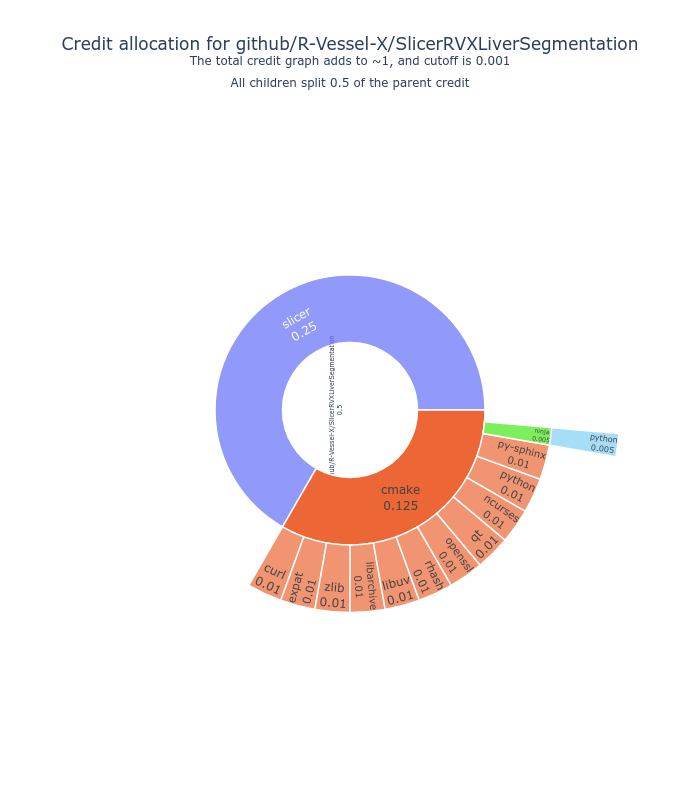 Credit allocation for github/R-Vessel-X/SlicerRVXLiverSegmentation
The total credit graph adds to ~1, and cutoff is 0.001
All children split 0.5 of the parent credit
slicer
0.25
ub/R-Vessel-X/SlicerRVXLiverSegmentation
0.5
cmake
0.125
ninja
0.005
python
0.005
py-sphinx
0.01
python
0.01
ncurses
0.01
qt
0.01
openssl
0.01
rhash
0.01
libuv
0.01
libarchive
0.01
zlib
0.01
expat
0.01
curl
0.01